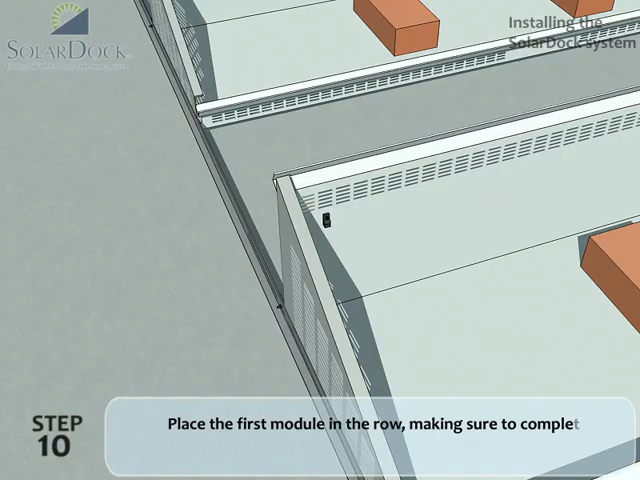 SOLARDOCK
Installing the
SolarDock system
STEP
10
Place the first module in the row, making sure to complet